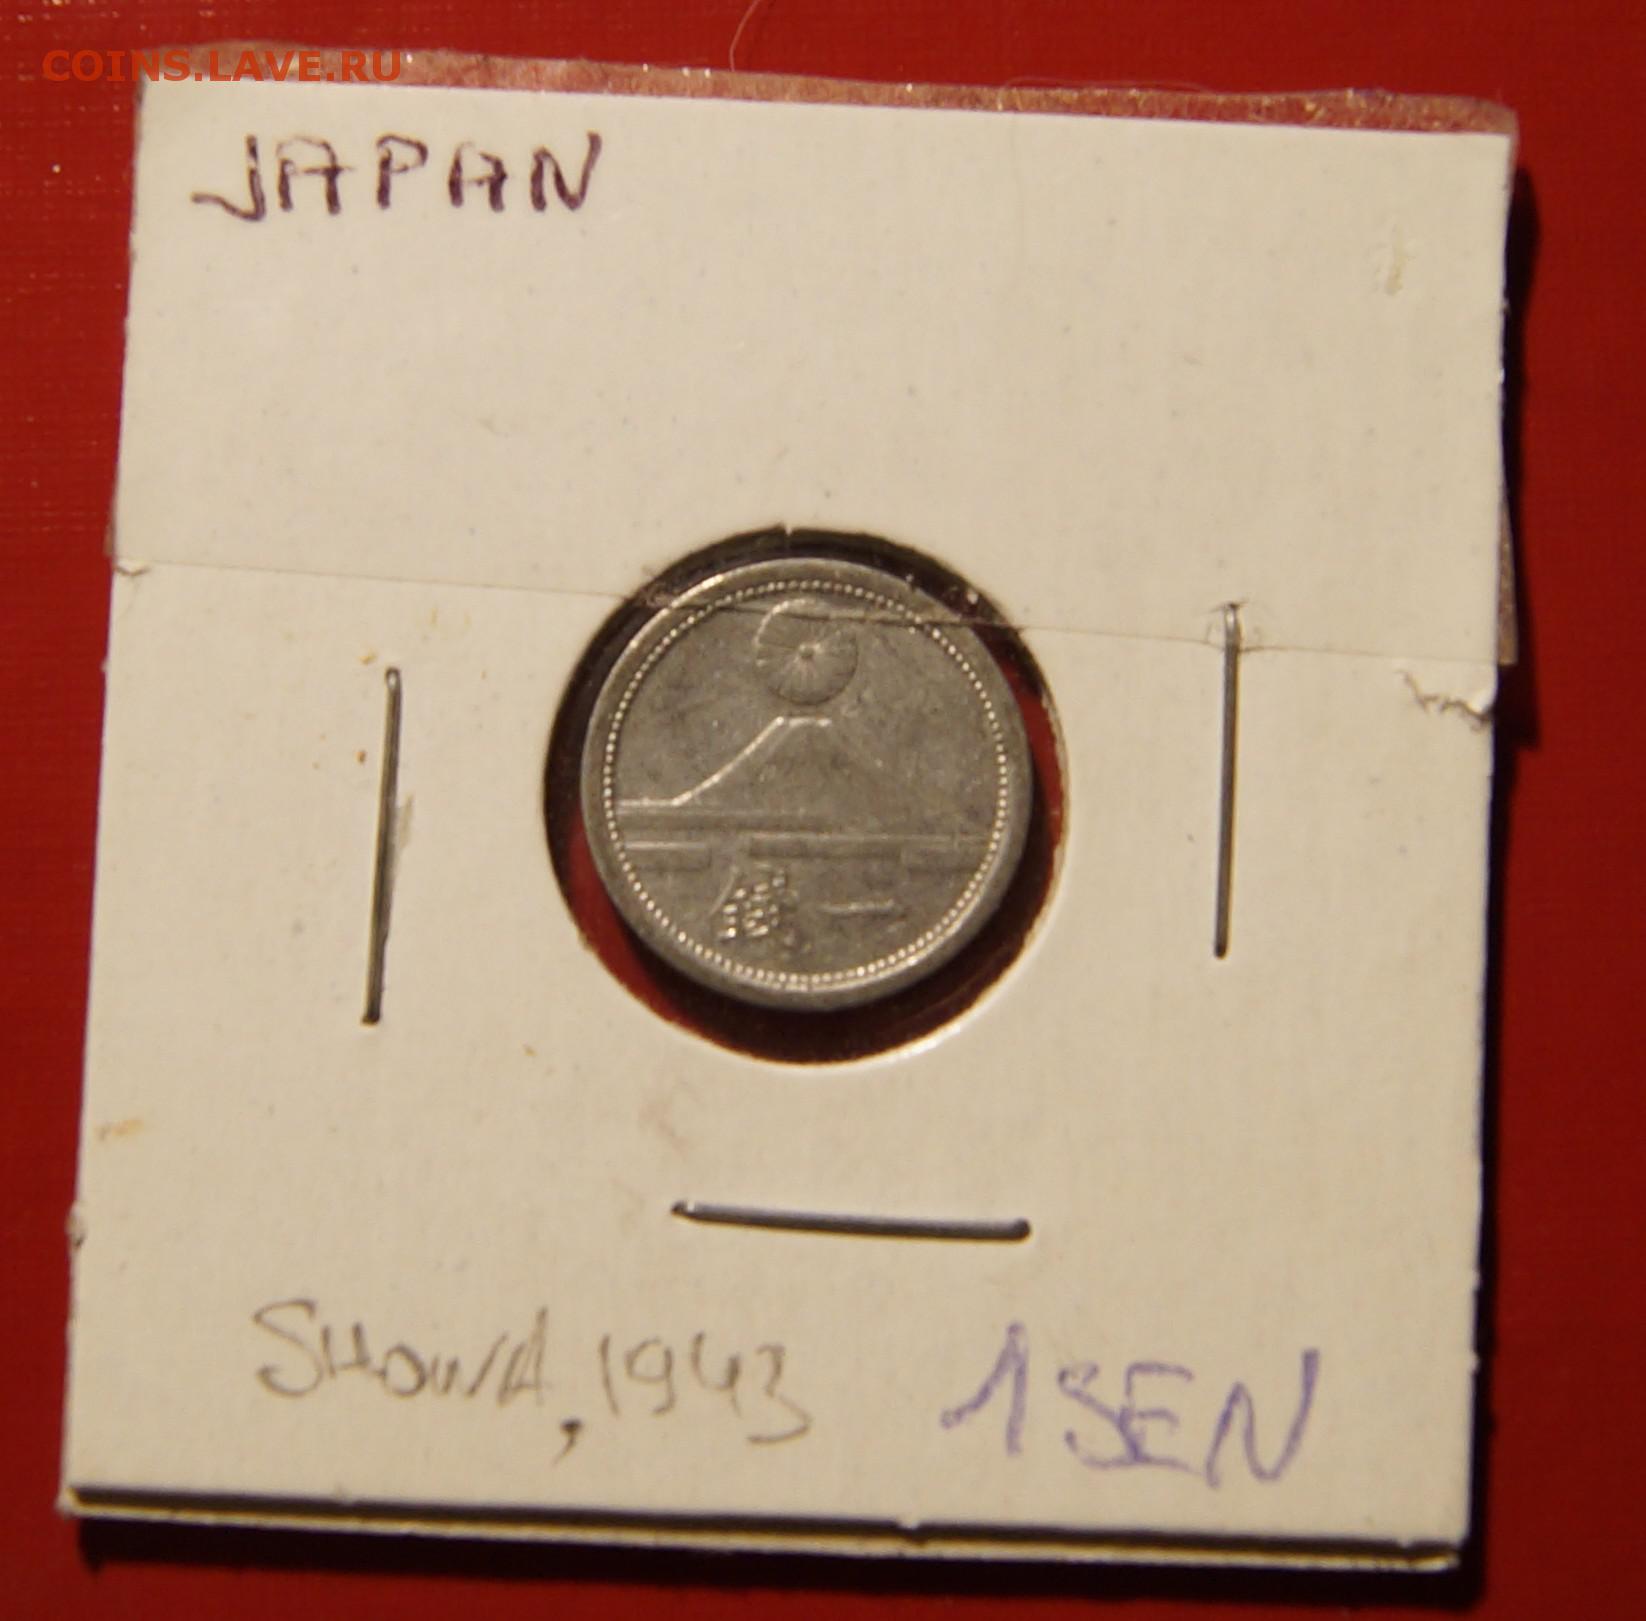 COINS.LAVE.RU
JAPAN
錢 一
SHOWA, 1943 1SEN